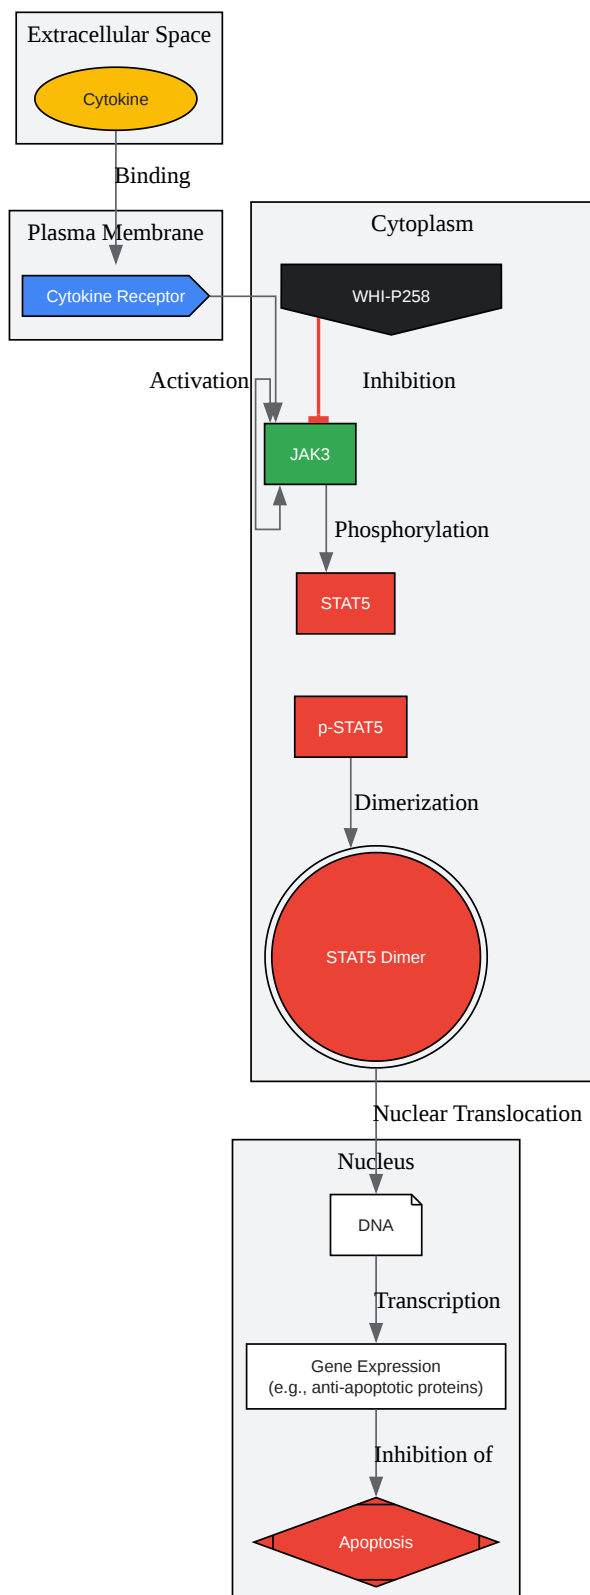 Extracellular Space
Cytokine
Binding
Plasma Membrane
Cytokine Receptor
Cytoplasm
WHI-P258
Activation
Inhibition
JAK3
Phosphorylation
STAT5
p-STAT5
Dimerization
STAT5 Dimer
Nuclear Translocation
Nucleus
DNA
Transcription
Gene Expression
(e.g., anti-apoptotic proteins)
Inhibition of
Apoptosis